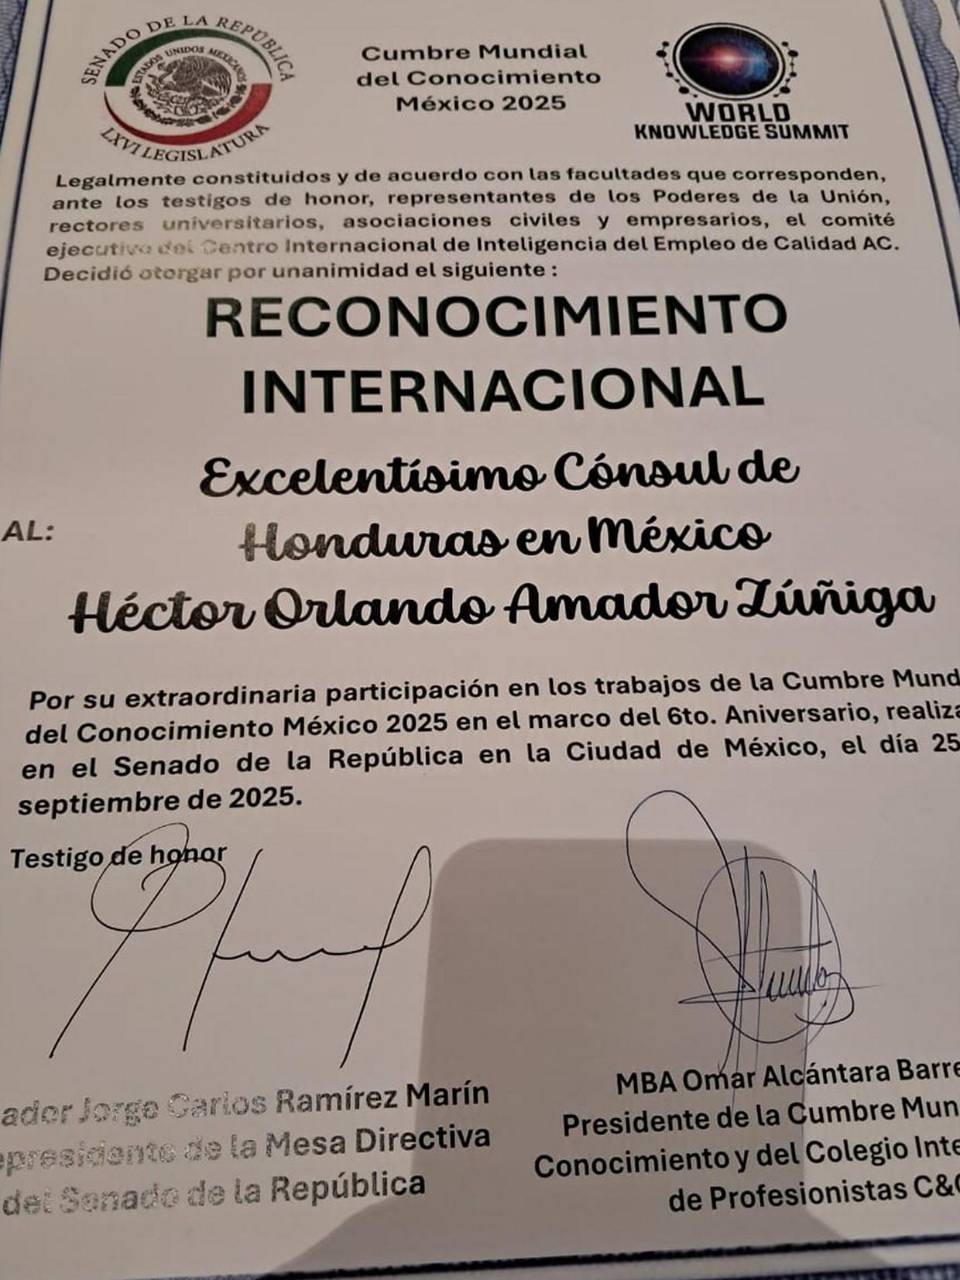 SENADO DE LA REPÚBLICA
ESTADOS UNIDOS MEXICANOS
LXVI LEGISLATURA
Cumbre Mundial
del Conocimiento
México 2025
WORLD
KNOWLEDGE SUMMIT
Legalmente constituidos y de acuerdo con las facultades que corresponden,
ante los testigos de honor, representantes de los Poderes de la Unión,
rectores universitarios, asociaciones civiles y empresarios, el comité
ejecutivo del Centro Internacional de Inteligencia del Empleo de Calidad AC.
Decidió otorgar por unanimidad el siguiente :
RECONOCIMIENTO
INTERNACIONAL
AL:
Excelentísimo Cónsul de
Honduras en México
Héctor Orlando Amador Zúñiga
Por su extraordinaria participación en los trabajos de la Cumbre Mund
del Conocimiento México 2025 en el marco del 6to. Aniversario, realiza
en el Senado de la República en la Ciudad de México, el día 25
septiembre de 2025.
Testigo de honor
ador Jorge Carlos Ramírez Marín
epresidente de la Mesa Directiva
del Senado de la República
MBA Omar Alcántara Barre
Presidente de la Cumbre Mun
Conocimiento y del Colegio Inte
de Profesionistas C&C